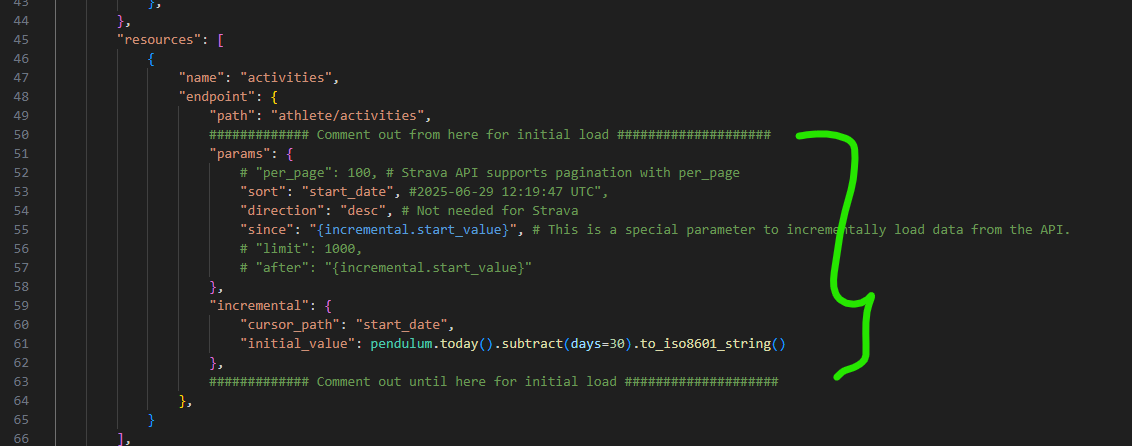 43 },
44 },
45 "resources": [
46 {
47 "name": "activities",
48 "endpoint": {
49 "path": "athlete/activities",
50 ############# Comment out from here for initial load ####################
51 "params": {
52 # "per_page": 100, # Strava API supports pagination with per_page
53 "sort": "start_date", #2025-06-29 12:19:47 UTC",
54 "direction": "desc", # Not needed for Strava
55 "since": "{incremental.start_value}", # This is a special parameter to incrementally load data from the API.
56 # "limit": 1000,
57 # "after": "{incremental.start_value}"
58 },
59 "incremental": {
60 "cursor_path": "start_date",
61 "initial_value": pendulum.today().subtract(days=30).to_iso8601_string()
62 },
63 ############# Comment out until here for initial load ####################
64 },
65 }
66 ],